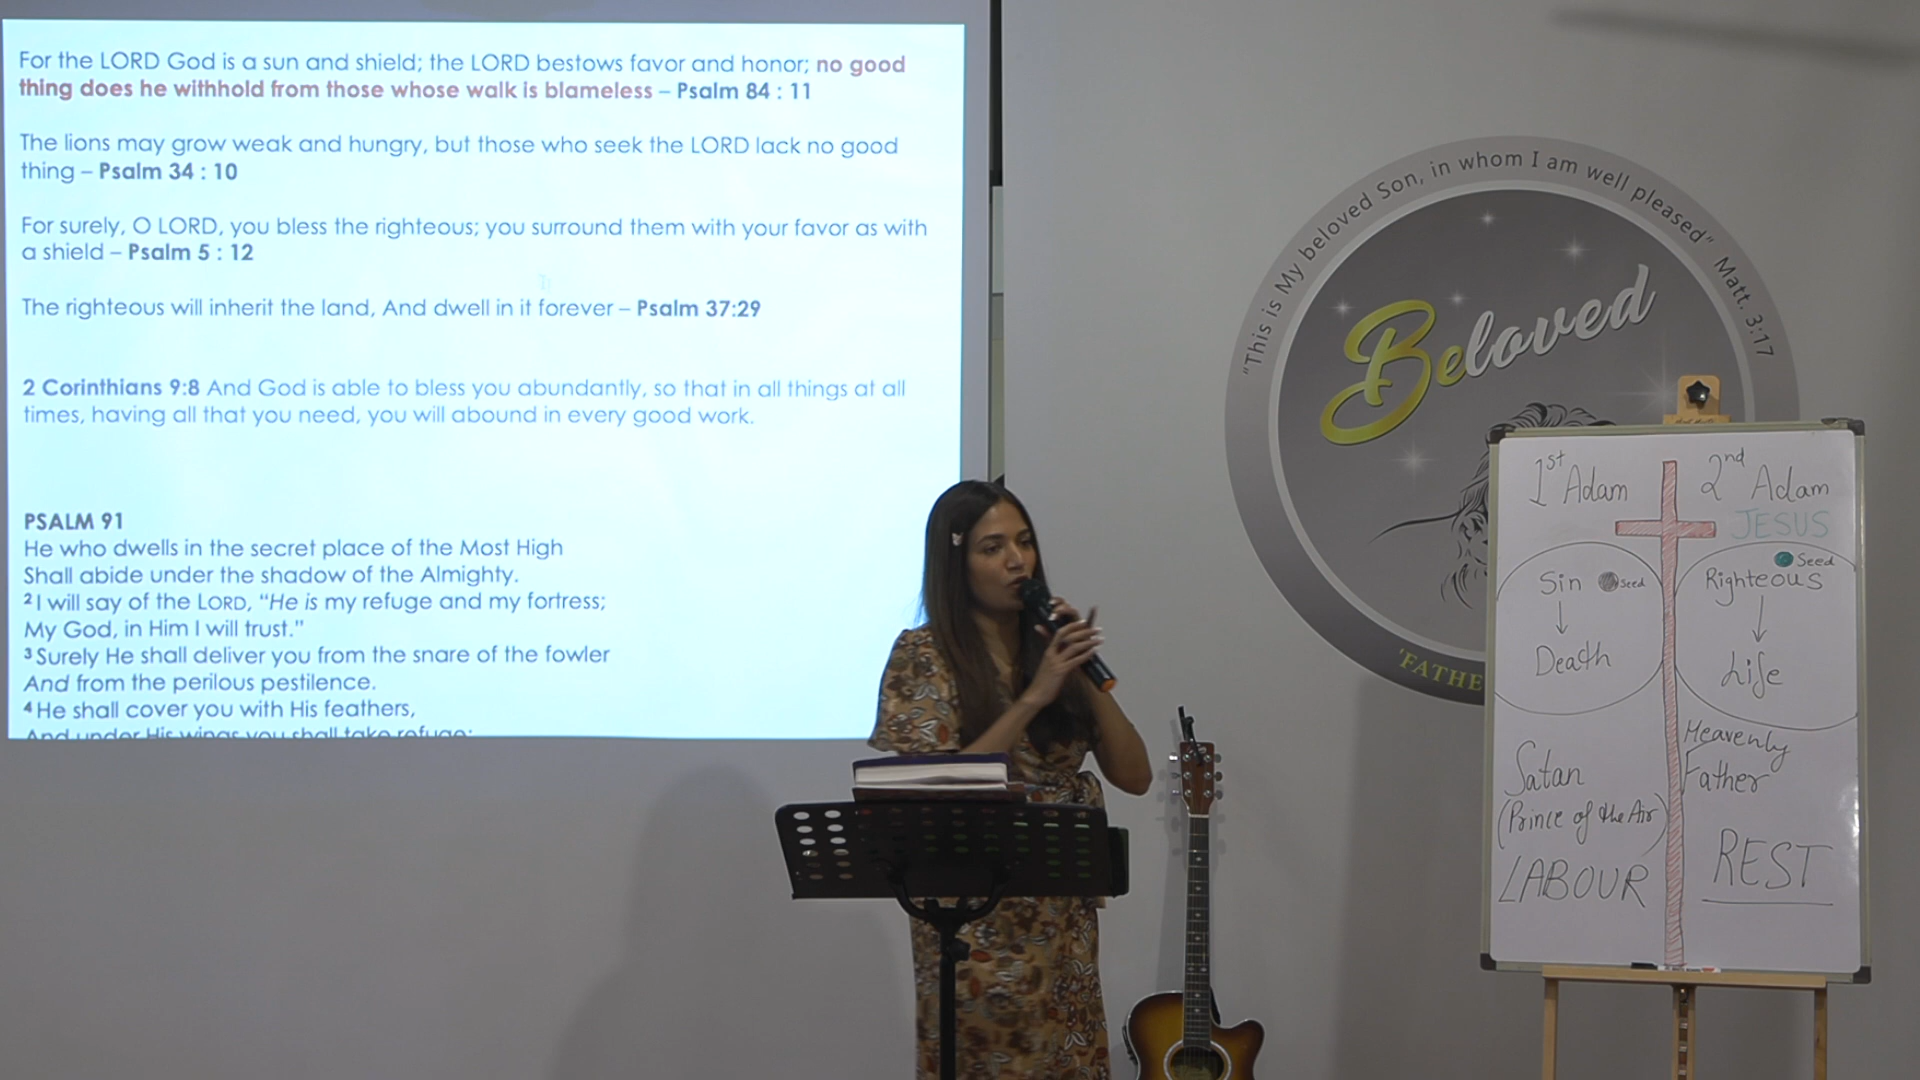 For the LORD God is a sun and shield; the LORD bestows favor and honor; no good
thing does he withhold from those whose walk is blameless – Psalm 84 : 11
The lions may grow weak and hungry, but those who seek the LORD lack no good
thing – Psalm 34 : 10
For surely, O LORD, you bless the righteous; you surround them with your favor as with
a shield – Psalm 5 : 12
The righteous will inherit the land, And dwell in it forever – Psalm 37:29
2 Corinthians 9:8 And God is able to bless you abundantly, so that in all things at all
times, having all that you need, you will abound in every good work.
PSALM 91
He who dwells in the secret place of the Most High
Shall abide under the shadow of the Almighty.
2 I will say of the LORD, "He is my refuge and my fortress;
My God, in Him I will trust."
3 Surely He shall deliver you from the snare of the fowler
And from the perilous pestilence.
4 He shall cover you with His feathers,
And under His wings you shall take refuge;
"This is My beloved Son, in whom I am well pleased" Matt. 3:17
Beloved
'FATHE
1st Adam
Sin Seed
Death
Satan
(Prince of the Air)
LABOUR
2nd Adam
JESUS
Seed
Righteous
Life
Heavenly
Father
REST